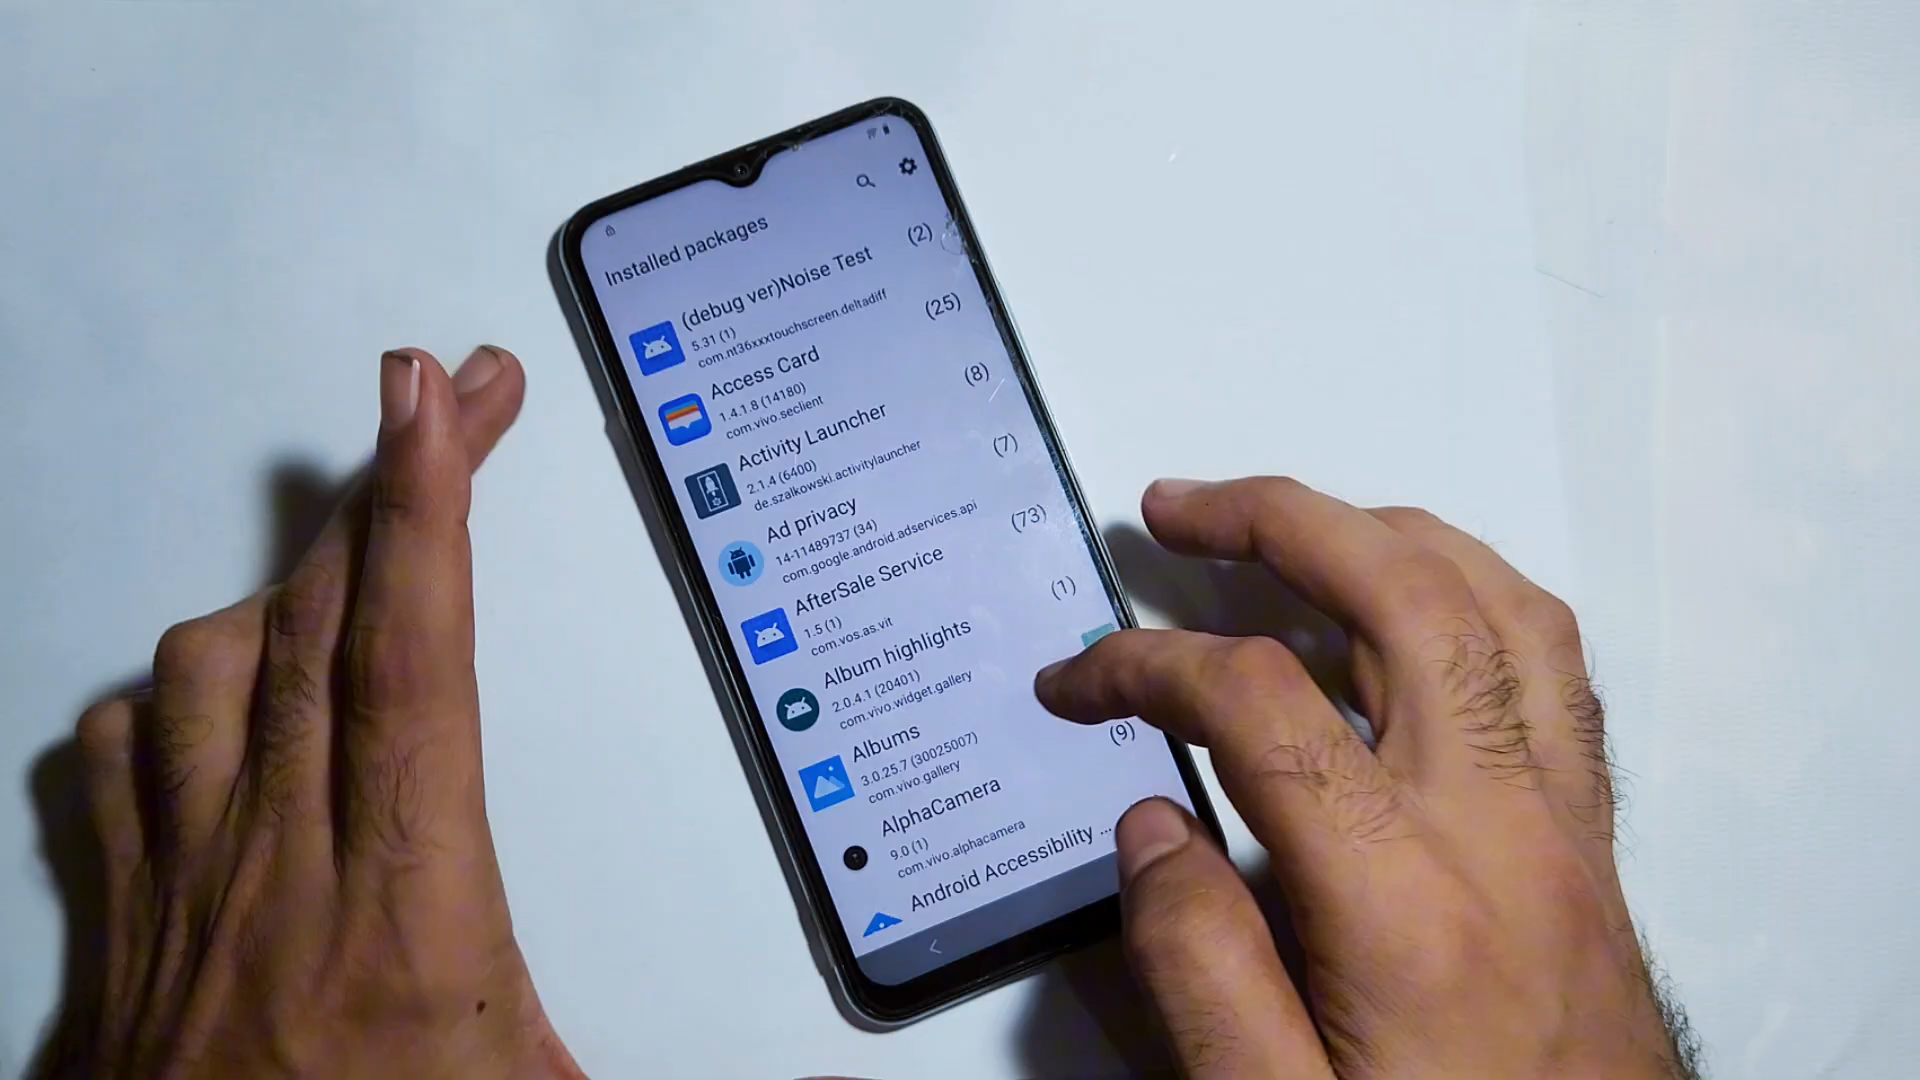 Installed packages
(debug ver)Noise Test (2)
5.31 (1)
com.nt36xxxtouchscreen.deltadiff
Access Card (25)
1.4.1.8 (14180)
com.vivo.seclient
Activity Launcher (8)
2.1.4 (6400)
de.szalkowski.activitylauncher
Ad privacy (7)
14-11489737 (34)
com.google.android.adservices.api
AfterSale Service (73)
1.5 (1)
com.vos.as.vit
Album highlights (1)
2.0.4.1 (20401)
com.vivo.widget.gallery
Albums
3.0.25.7 (30025007)
com.vivo.gallery
AlphaCamera (9)
9.0 (1)
com.vivo.alphacamera
Android Accessibility ...